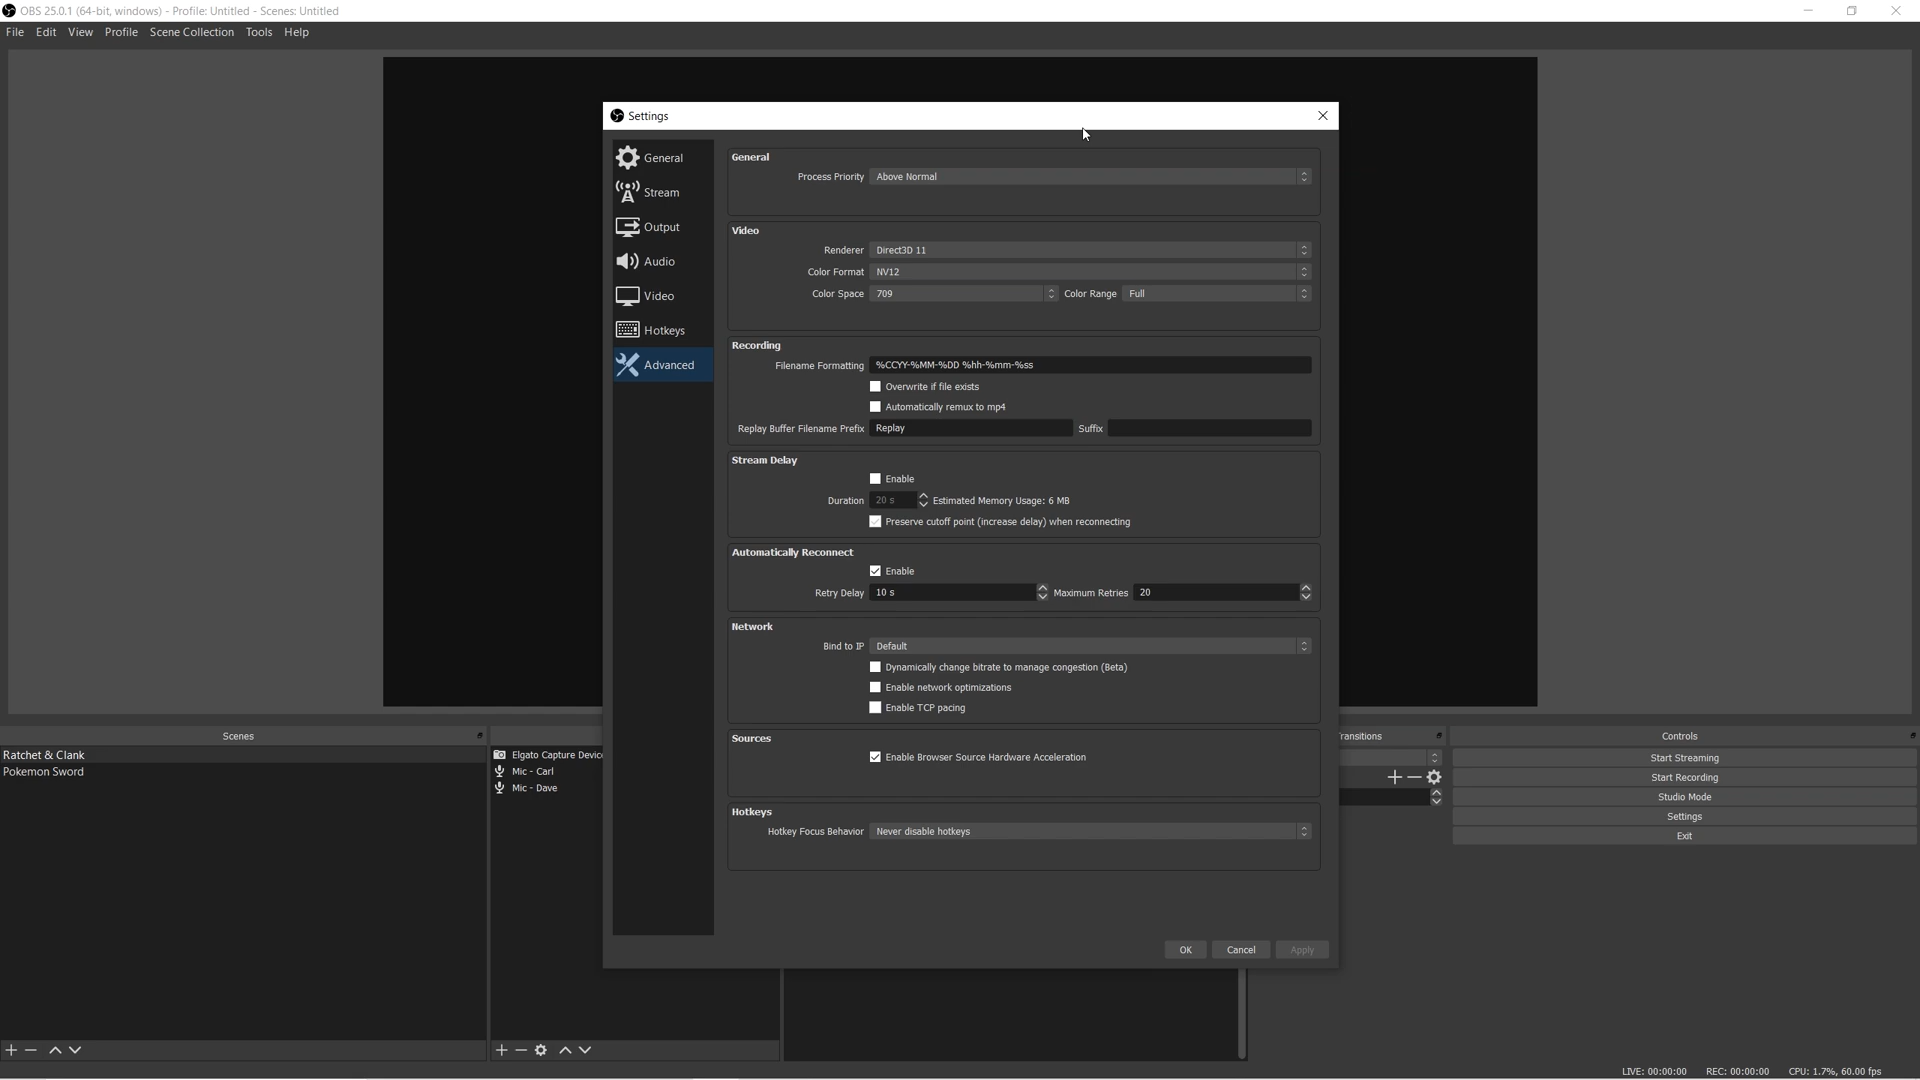 OBS 25.0.1 (64-bit, windows) - Profile: Untitled - Scenes: Untitled
File Edit View Profile Scene Collection Tools Help
Settings
General
Stream
Output
Audio
Video
Hotkeys
Advanced
General
Process Priority Above Normal
Video
Renderer Direct3D 11
Color Format NV12
Color Space 709 Color Range Full
Recording
Filename Formatting %CCYY-%MM-%DD %hh-%mm-%ss
Overwrite if file exists
Automatically remux to mp4
Replay Buffer Filename Prefix Replay Suffix
Stream Delay
Enable
Duration 20 s Estimated Memory Usage: 6 MB
Preserve cutoff point (increase delay) when reconnecting
Automatically Reconnect
Enable
Retry Delay 10 s Maximum Retries 20
Network
Bind to IP Default
Dynamically change bitrate to manage congestion (Beta)
Enable network optimizations
Enable TCP pacing
Sources
Enable Browser Source Hardware Acceleration
Hotkeys
Hotkey Focus Behavior Never disable hotkeys
OK Cancel Apply
Scenes
Ratchet & Clank
Pokemon Sword
Elgato Capture Device
Mic - Carl
Mic - Dave
ransitions
Controls
Start Streaming
Start Recording
Studio Mode
Settings
Exit
LIVE: 00:00:00 REC: 00:00:00 CPU: 1.7%, 60.00 fps